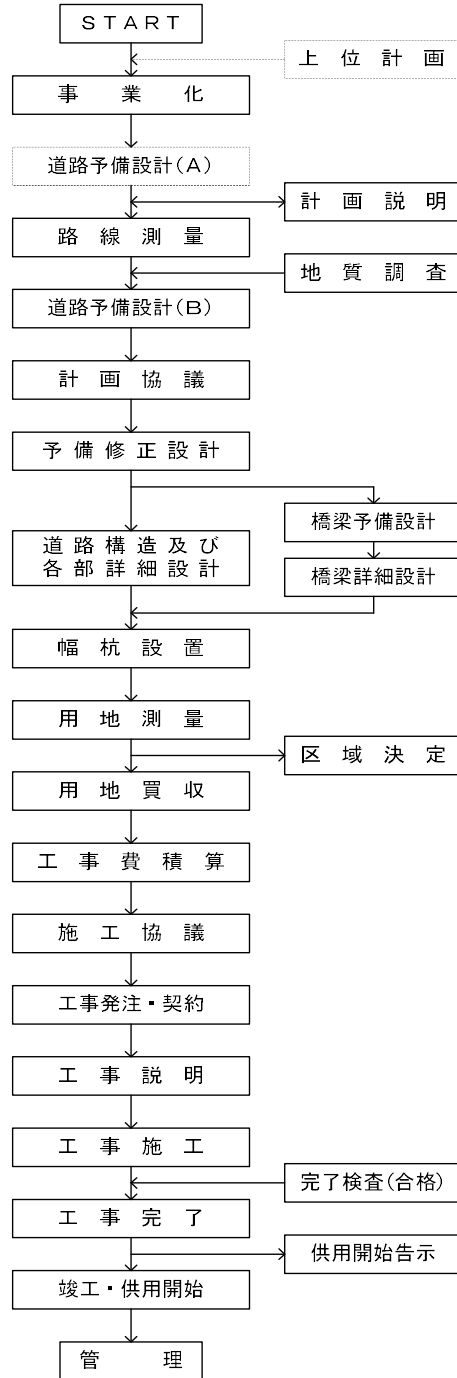 ＳＴＡＲＴ
上位計画
事業化
道路予備設計(Ａ)
計画説明
路線測量
地質調査
道路予備設計(Ｂ)
計画協議
予備修正設計
橋梁予備設計
道路構造及び
各部詳細設計
橋梁詳細設計
幅杭設置
用地測量
区域決定
用地買収
工事費積算
施工協議
工事発注・契約
工事説明
工事施工
完了検査(合格)
工事完了
供用開始告示
竣工・供用開始
管理